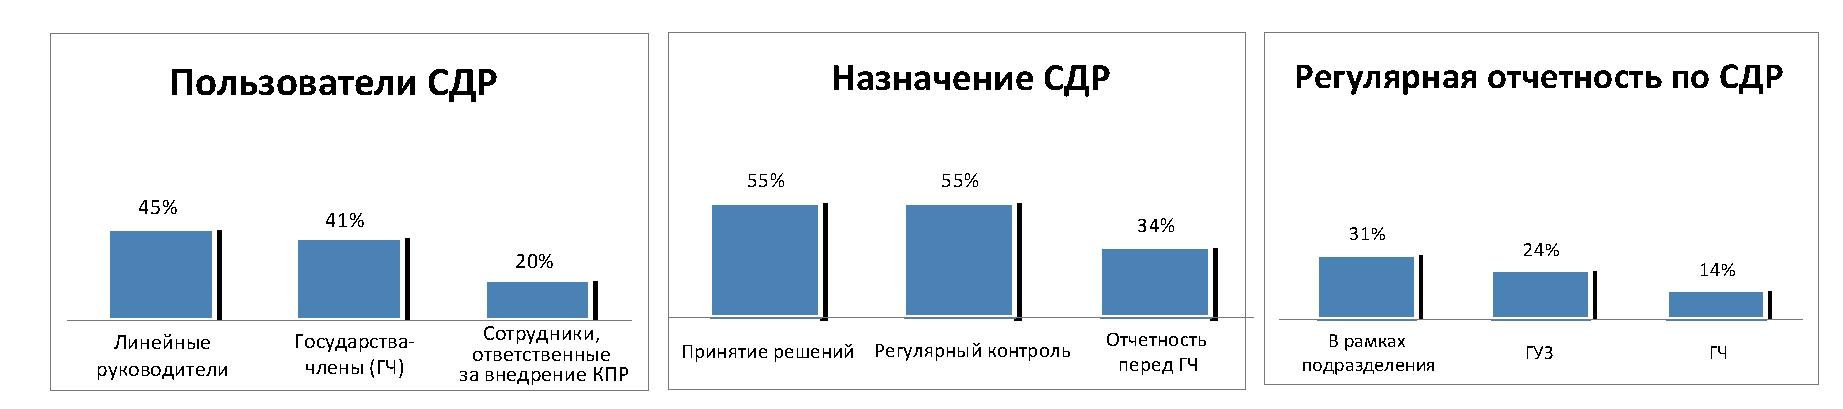 Пользователи СДР
45%
41%
20%
Линейные
руководители
Государства-
члены (ГЧ)
Сотрудники,
ответственные
за внедрение КПР
Назначение СДР
55%
55%
34%
Принятие решений
Регулярный контроль
Отчетность
перед ГЧ
Регулярная отчетность по СДР
31%
24%
14%
В рамках
подразделения
ГУЗ
ГЧ